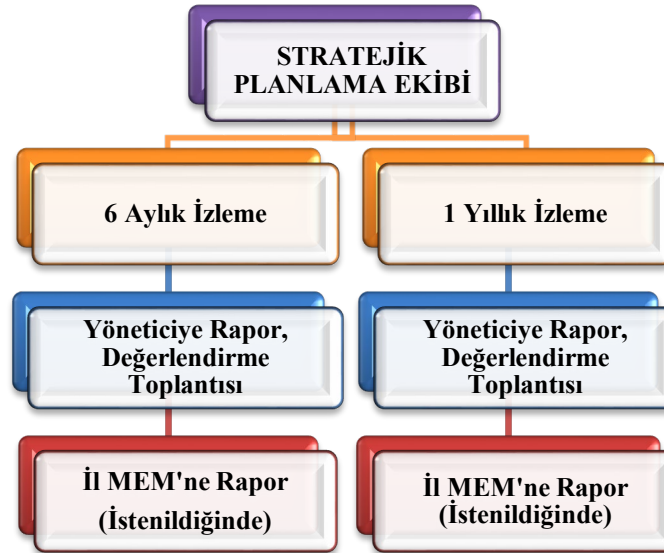 STRATEJİK
PLANLAMA EKİBİ
6 Aylık İzleme
1 Yıllık İzleme
Yöneticiye Rapor,
Değerlendirme
Toplantısı
Yöneticiye Rapor,
Değerlendirme
Toplantısı
İl MEM'ne Rapor
(İstenildiğinde)
İl MEM'ne Rapor
(İstenildiğinde)